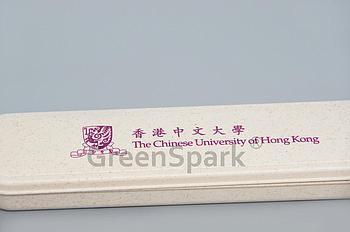 香港中文大學
The Chinese University of Hong Kong
GreenSpark